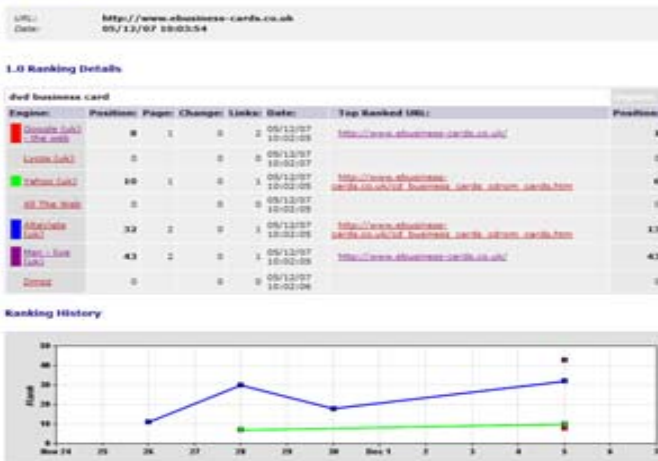 URL: http://www.ebusiness-cards.co.uk
Date: 05/12/07 10:03:54
1.0 Ranking Details
dvd business card
Engine: Position: Page: Change: Links: Date: Top Ranked URL: Position
Google (uk) - the web 8 1 0 2 05/12/07 10:02:05 http://www.ebusiness-cards.co.uk/
Lycos (uk) 0 0 0 05/12/07 10:02:07
Yahoo (uk) 10 1 0 1 05/12/07 10:02:05 http://www.ebusiness-cards.co.uk/cd_business_cards_cdrom_cards.htm
All The Web 0 0 0 05/12/07 10:02:05
AltaVista (uk) 32 2 0 1 05/12/07 10:02:05 http://www.ebusiness-cards.co.uk/cd_business_cards_cdrom_cards.htm
Msn - live (uk) 43 2 0 1 05/12/07 10:02:05 http://www.ebusiness-cards.co.uk/
Dmoz 0 0 0 05/12/07 10:02:06
Ranking History
Rank
50
40
30
20
10
0
Nov 24 25 26 27 28 29 30 Dec 1 2 3 4 5 6 7